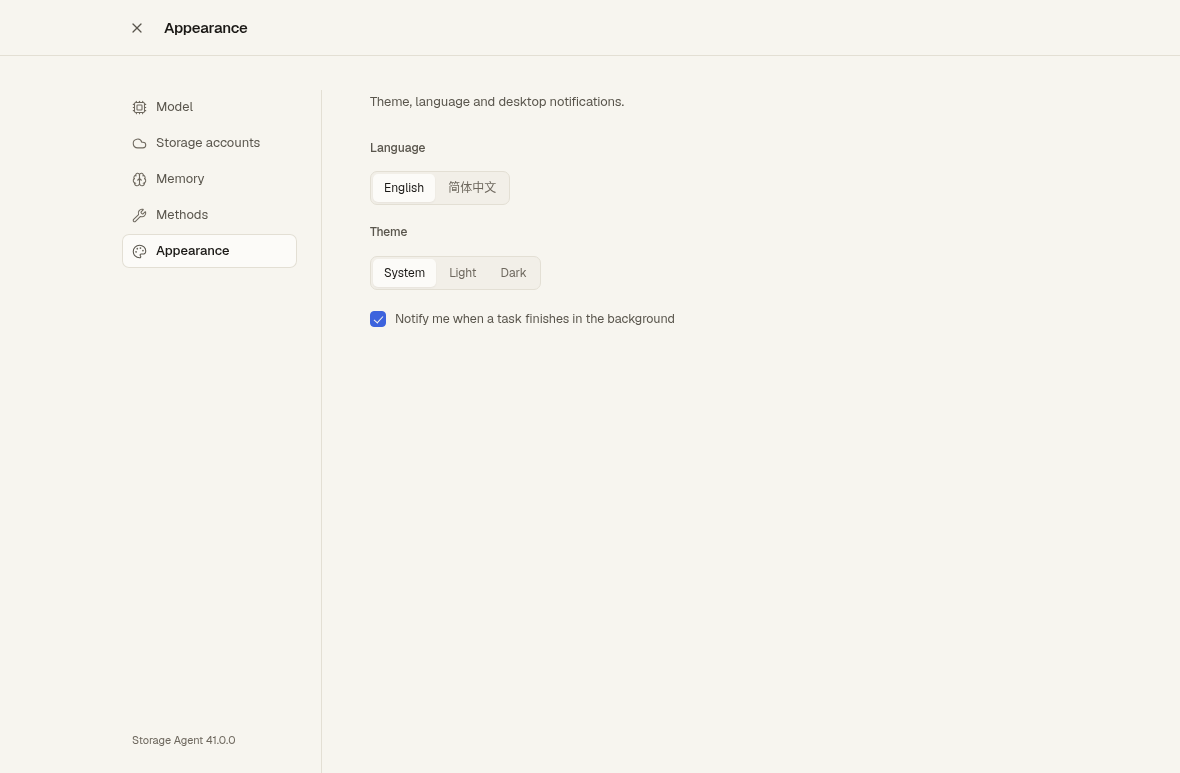 Appearance
Model
Storage accounts
Memory
Methods
Appearance
Storage Agent 41.0.0
Theme, language and desktop notifications.
Language
English 简体中文
Theme
System Light Dark
Notify me when a task finishes in the background